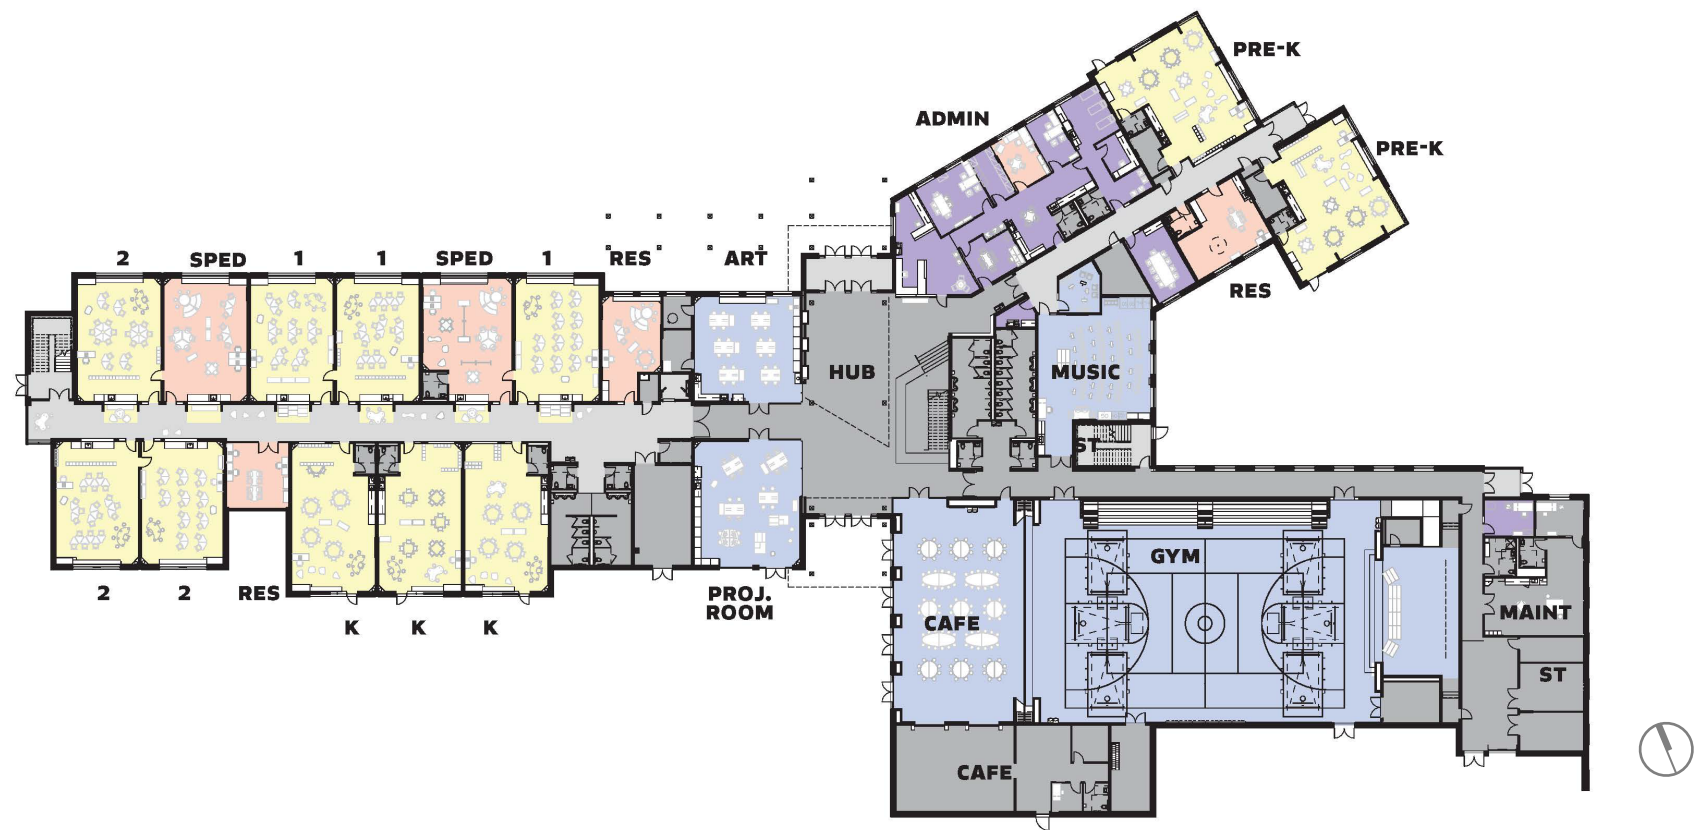 PRE-K
ADMIN
PRE-K
2
SPED
1
1
SPED
1
RES
ART
RES
HUB
MUSIC
ST
GYM
2
2
RES
PROJ.
ROOM
K
K
K
CAFE
MAINT
ST
CAFE